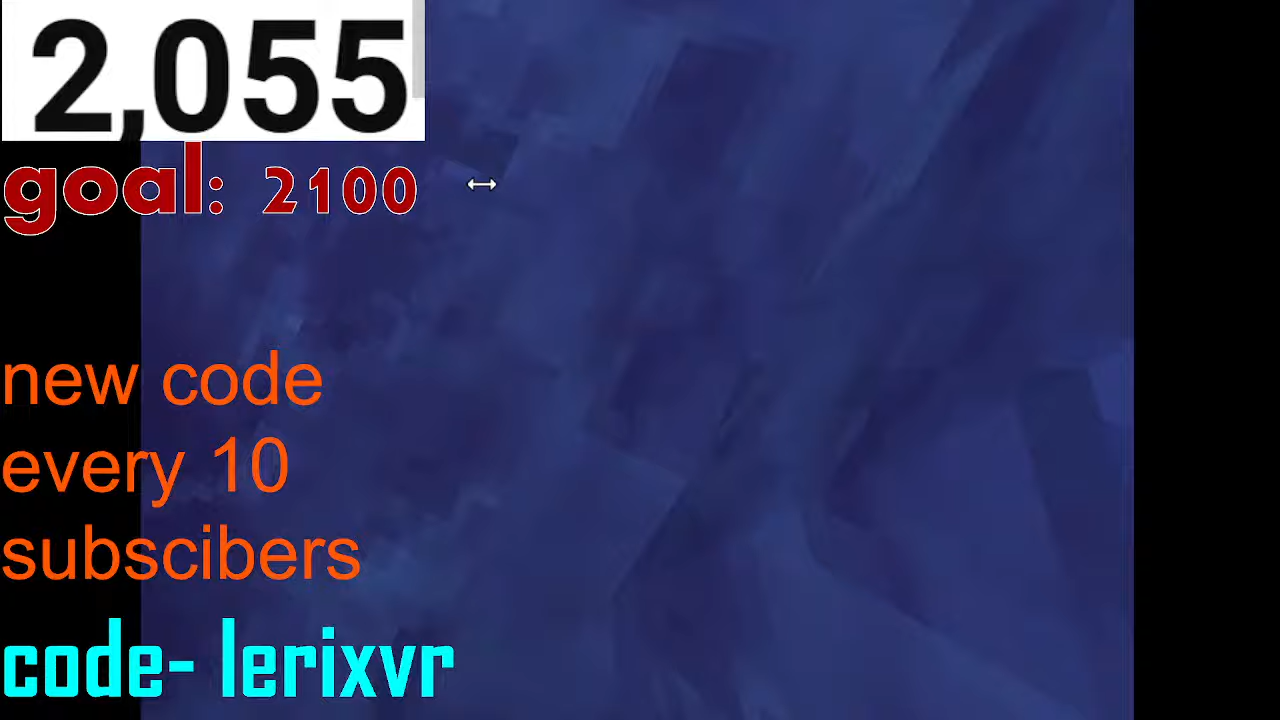 2,055
goal: 2100
new code
every 10
subscibers
code- lerixvr